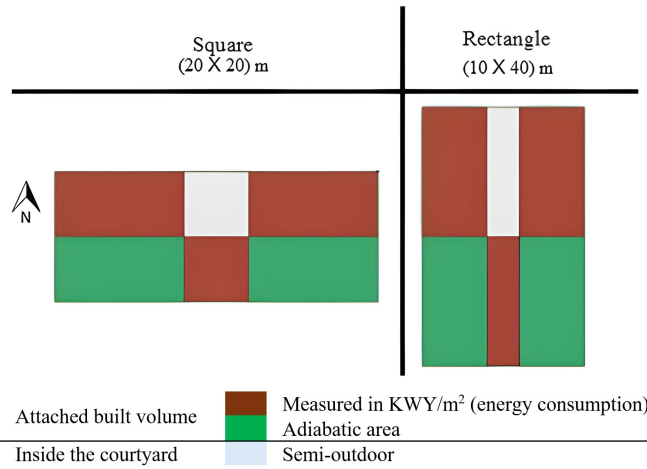 Square
(20 X 20) m
Rectangle
(10 X 40) m
N
Attached built volume
Measured in KWY/m² (energy consumption)
Adiabatic area
Inside the courtyard
Semi-outdoor